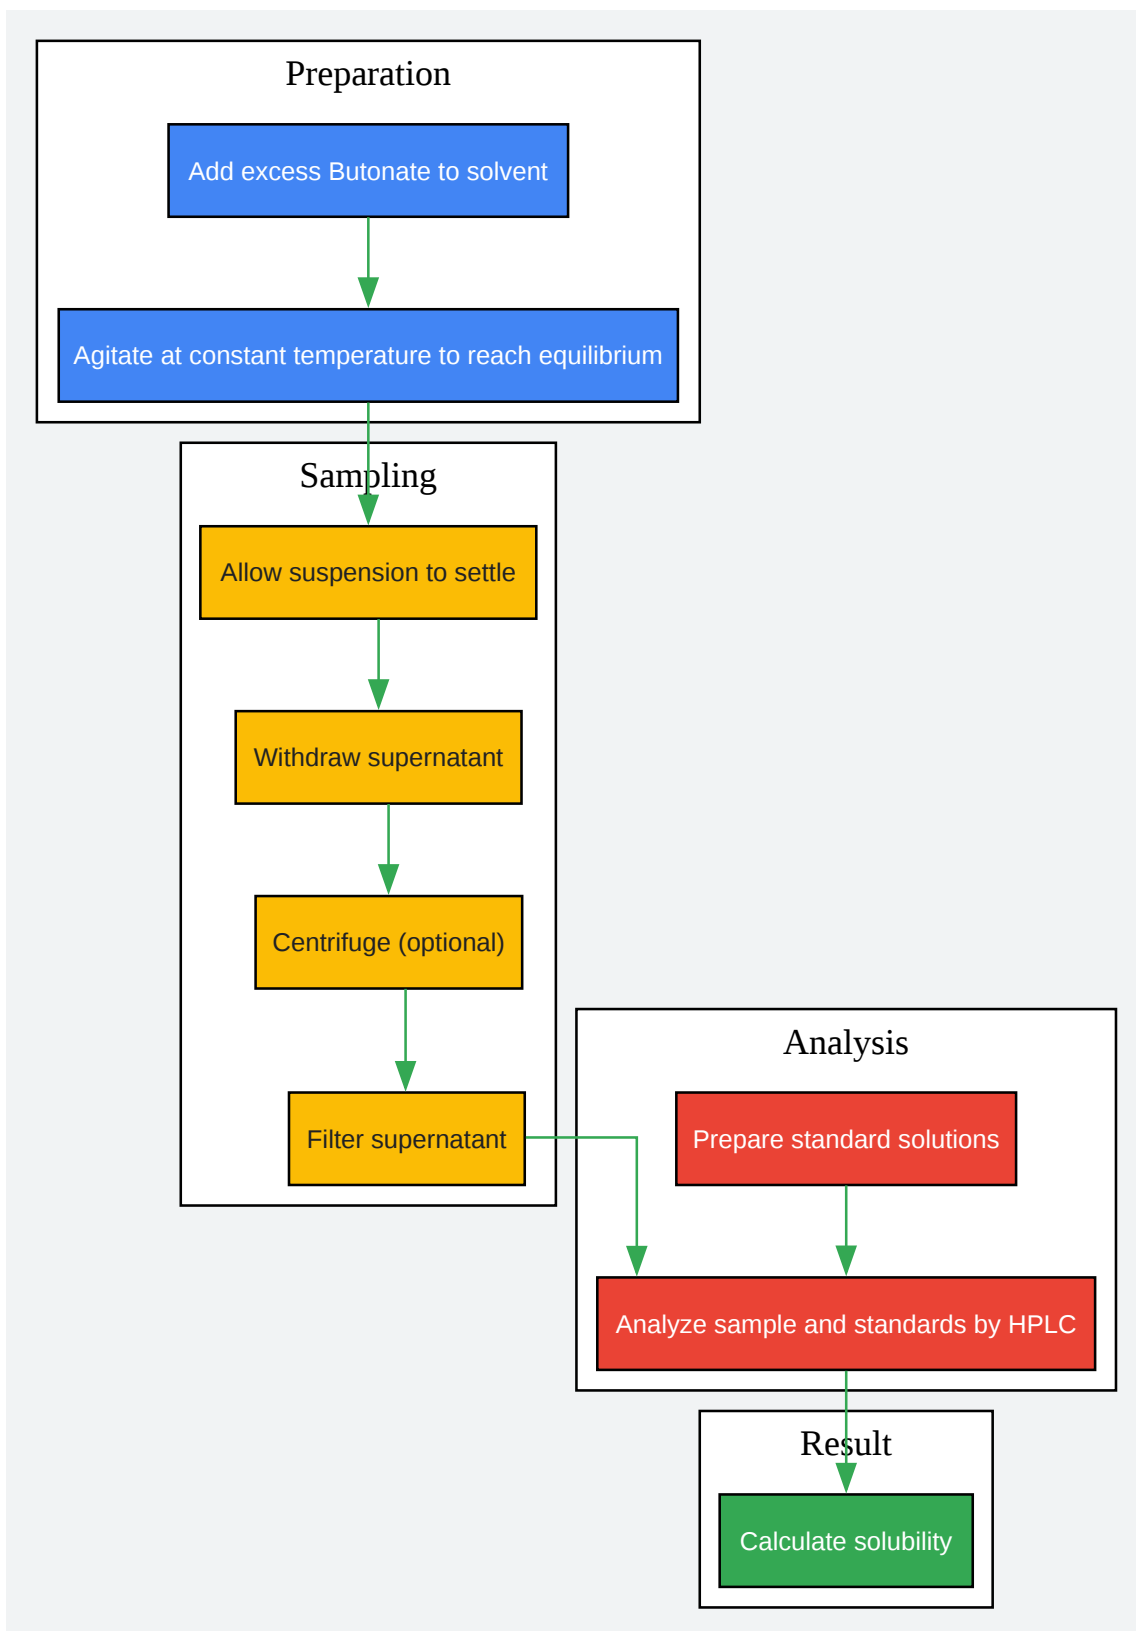 Preparation
Add excess Butonate to solvent
Agitate at constant temperature to reach equilibrium
Sampling
Allow suspension to settle
Withdraw supernatant
Centrifuge (optional)
Filter supernatant
Analysis
Prepare standard solutions
Analyze sample and standards by HPLC
Result
Calculate solubility